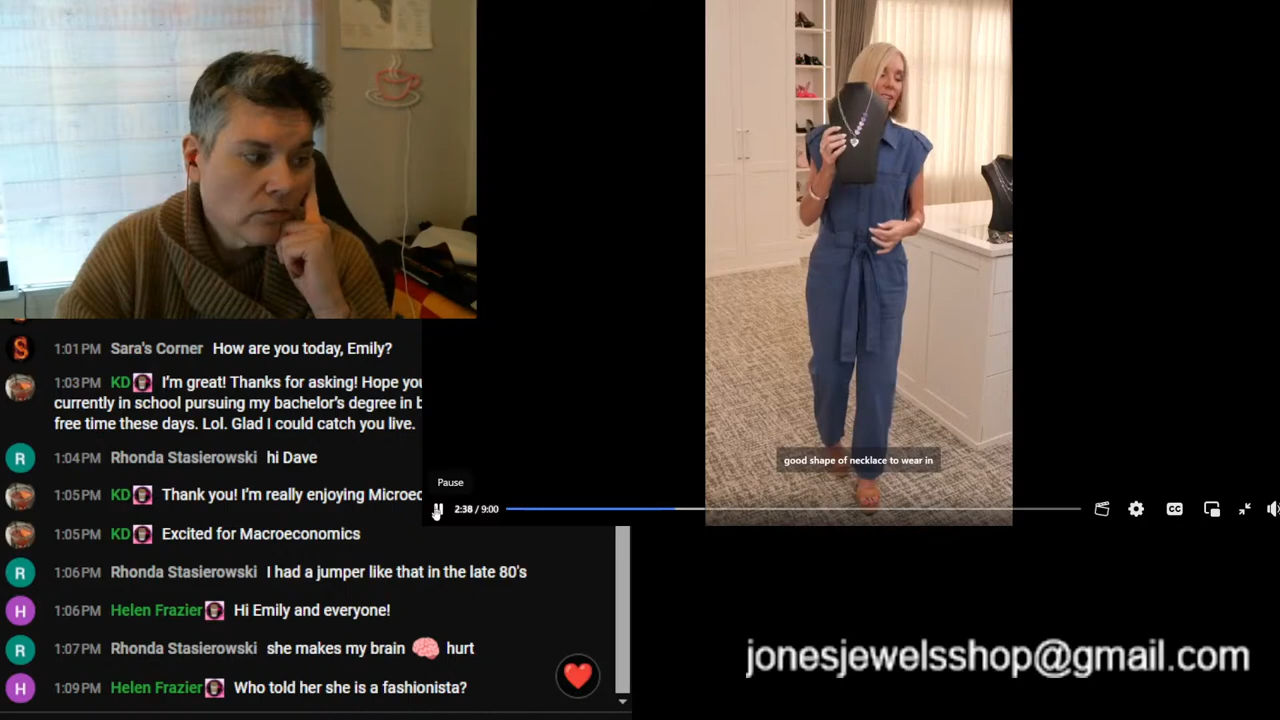 1:01 PM Sara's Corner How are you today, Emily?
1:03 PM KD I'm great! Thanks for asking! Hope you
currently in school pursuing my bachelor's degree in b
free time these days. Lol. Glad I could catch you live.
R 1:04 PM Rhonda Stasierowski hi Dave
1:05 PM KD Thank you! I'm really enjoying Microec
1:05 PM KD Excited for Macroeconomics
R 1:06 PM Rhonda Stasierowski I had a jumper like that in the late 80's
H 1:06 PM Helen Frazier Hi Emily and everyone!
R 1:07 PM Rhonda Stasierowski she makes my brain 🧠 hurt
H 1:09 PM Helen Frazier Who told her she is a fashionista?
good shape of necklace to wear in
Pause
2:38 / 9:00
CC
jonesjewelsshop@gmail.com